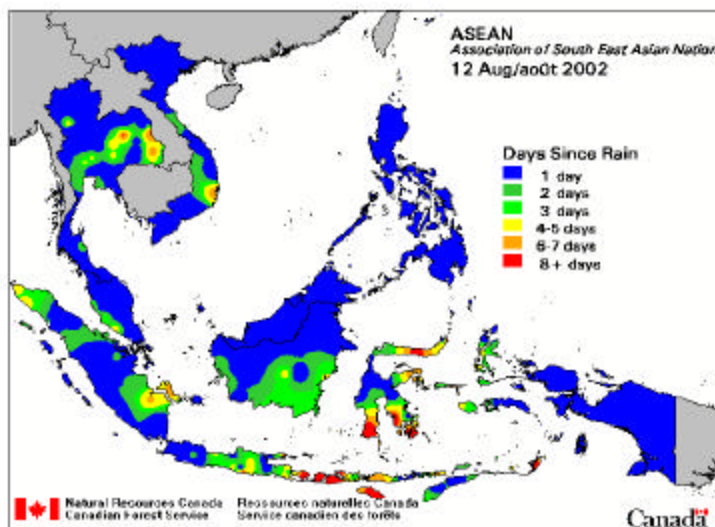 ASEAN
Association of South East Asian Nation
12 Aug/août 2002
Days Since Rain
1 day
2 days
3 days
4-5 days
6-7 days
8+ days
Natural Resources Canada
Canadian Forest Service
Ressources naturelles Canada
Service canadien des forêts
Canada